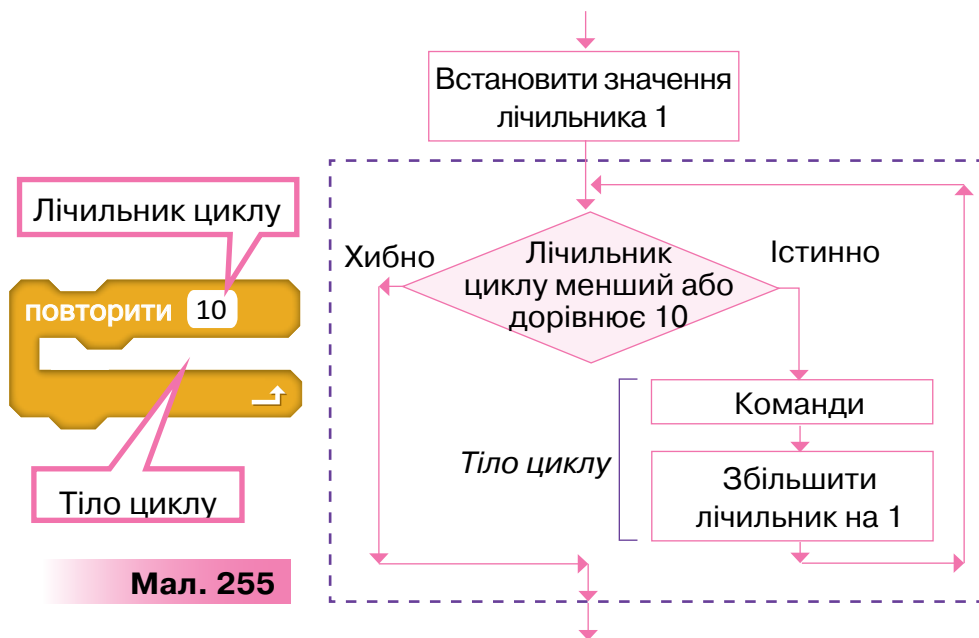 Встановити значення
лічильника 1
Лічильник циклу
повторити 10
Тіло циклу
Хибно
Істинно
Лічильник
циклу менший або
дорівнює 10
Команди
Тіло циклу
Збільшити
лічильник на 1
Мал. 255